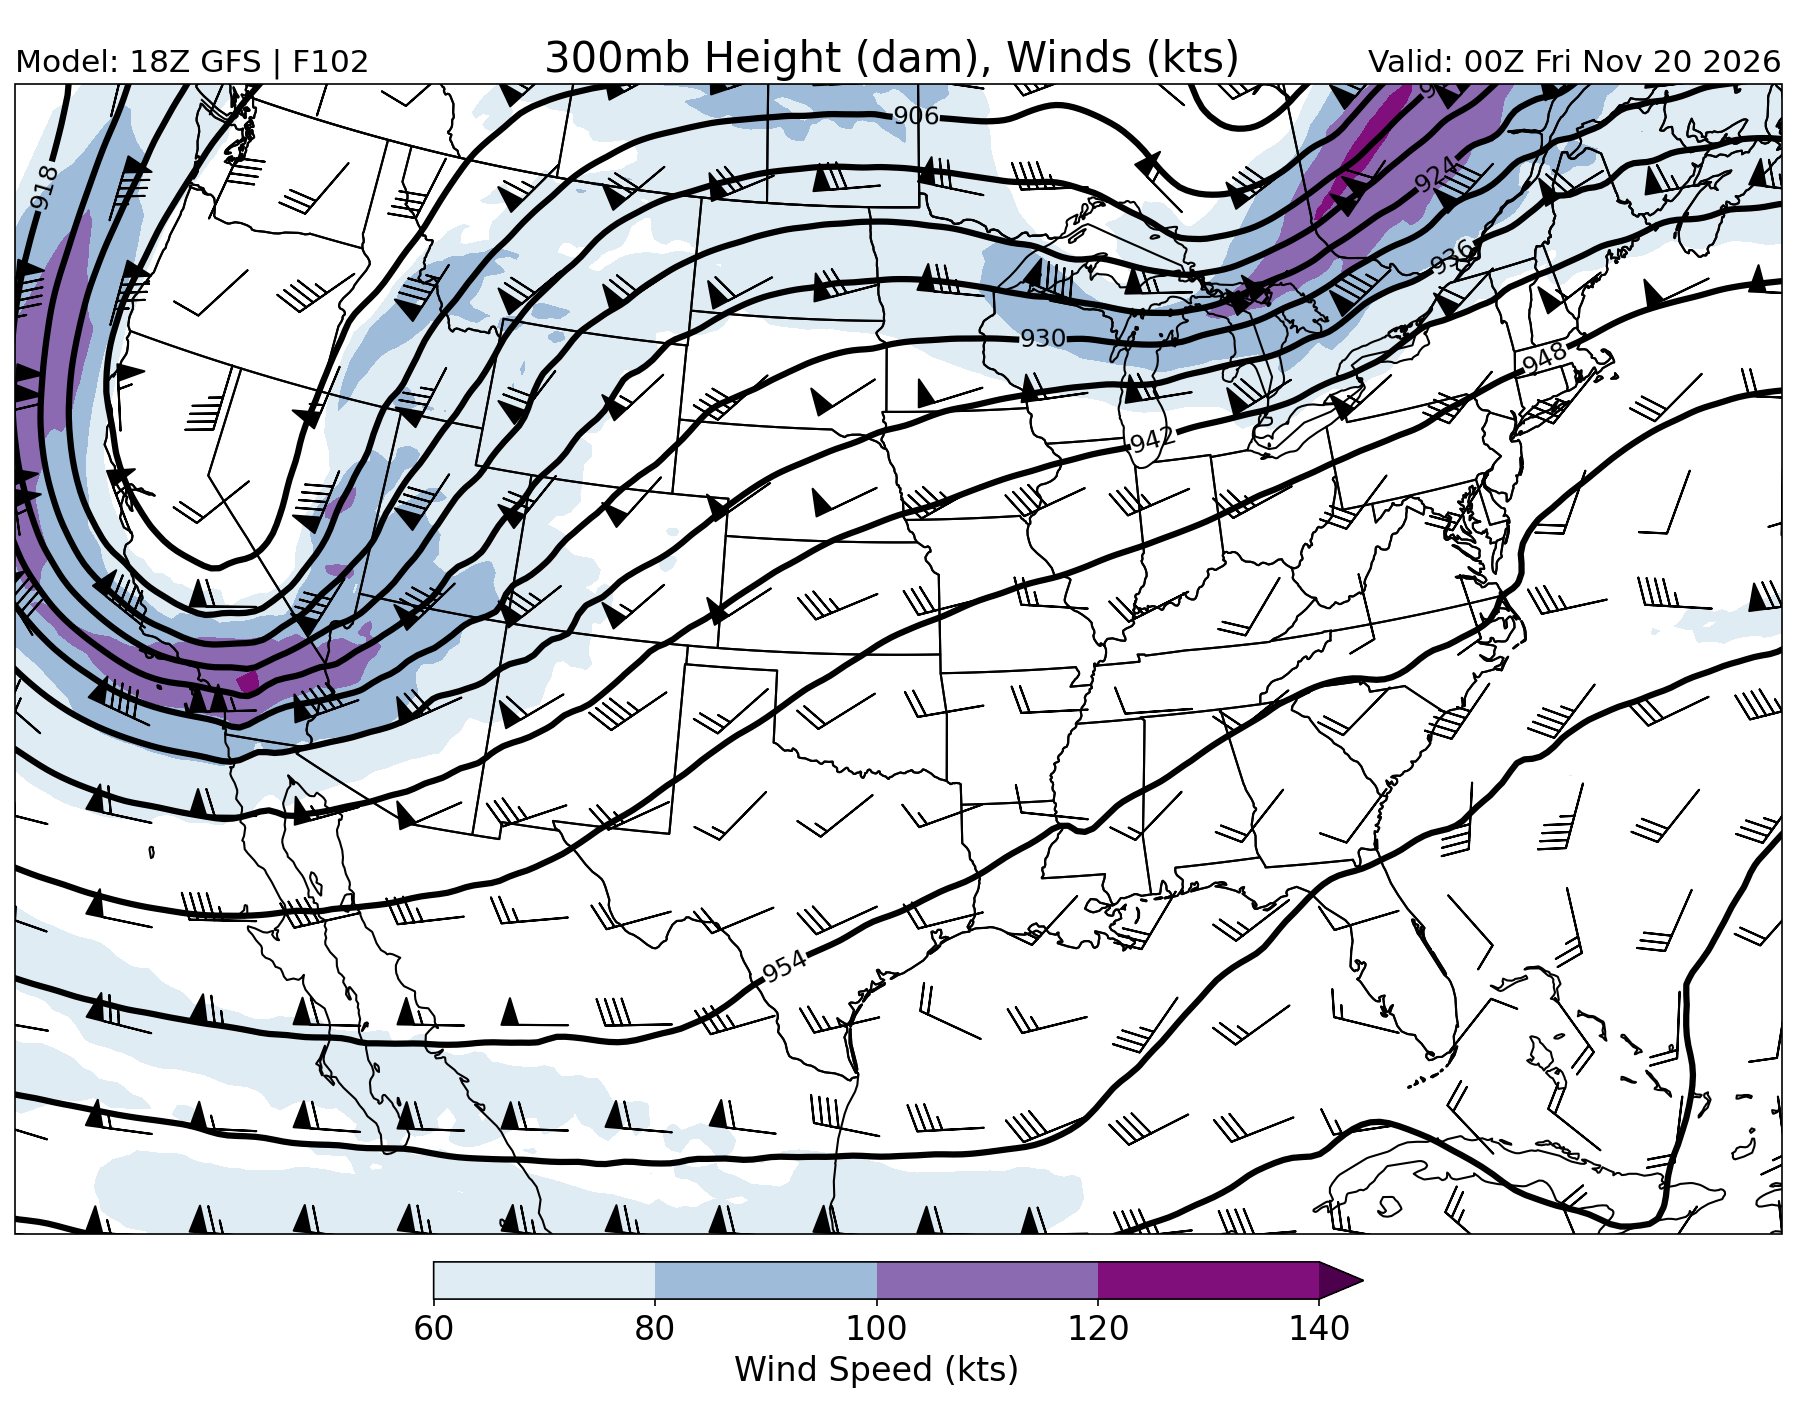 Model: 18Z GFS | F102
300mb Height (dam), Winds (kts)
Valid: 00Z Fri Nov 20 2026
906
918
924
936
930
948
942
954
60 80 100 120 140
Wind Speed (kts)